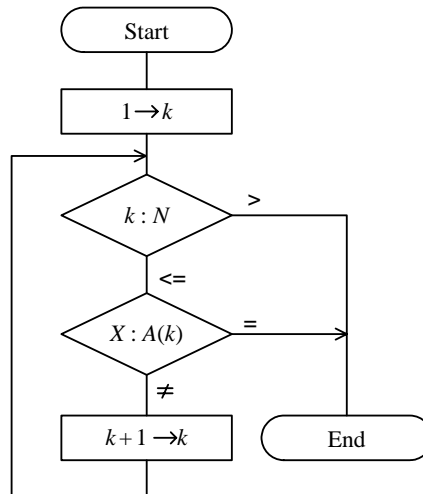 Start
1→k
k : N
>
<=
X : A(k)
=
≠
k+1→k
End